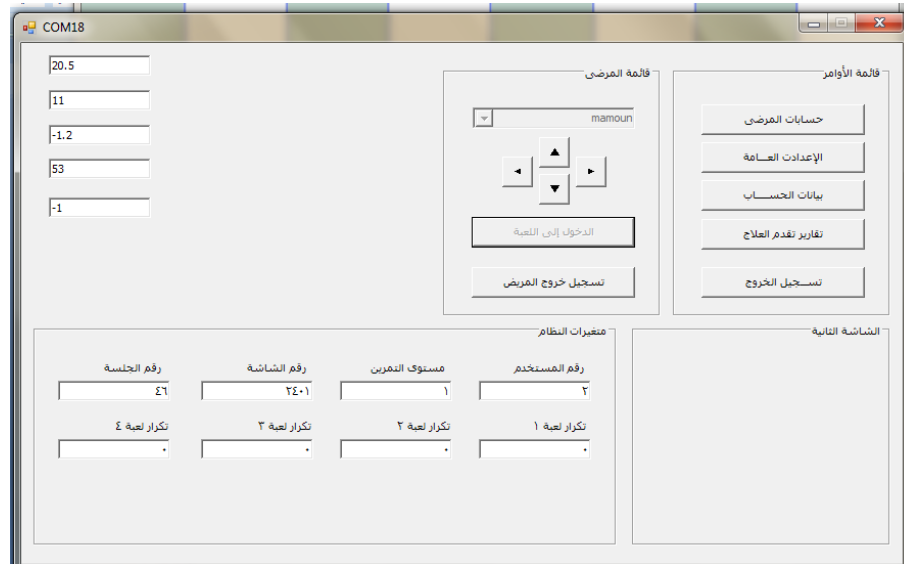 COM18
20.5
11
-1.2
53
-1
قائمة المرضى
mamoun
الدخول إلى اللعبة
تسجيل خروج المريض
قائمة الأوامر
حسابات المرضى
الإعدادت العـــامة
بيانات الحســـــاب
تقارير تقدم العلاج
تســـجيل الخروج
الشاشة الثانية
متغيرات النظام
رقم المستخدم
٢
مستوى التمرين
١
رقم الشاشة
٢٤٠١
رقم الجلسة
٤٦
تكرار لعبة ١
٠
تكرار لعبة ٢
٠
تكرار لعبة ٣
٠
تكرار لعبة ٤
٠